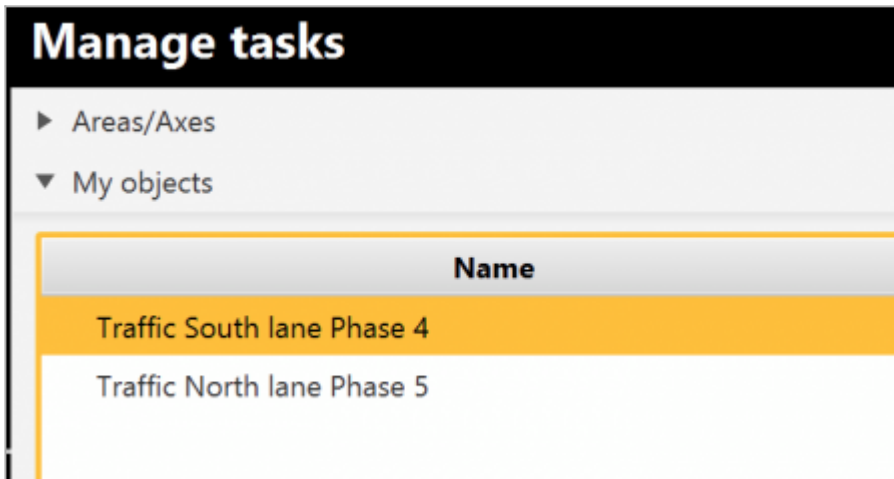 Manage tasks
Areas/Axes
My objects
Name
Traffic South lane Phase 4
Traffic North lane Phase 5